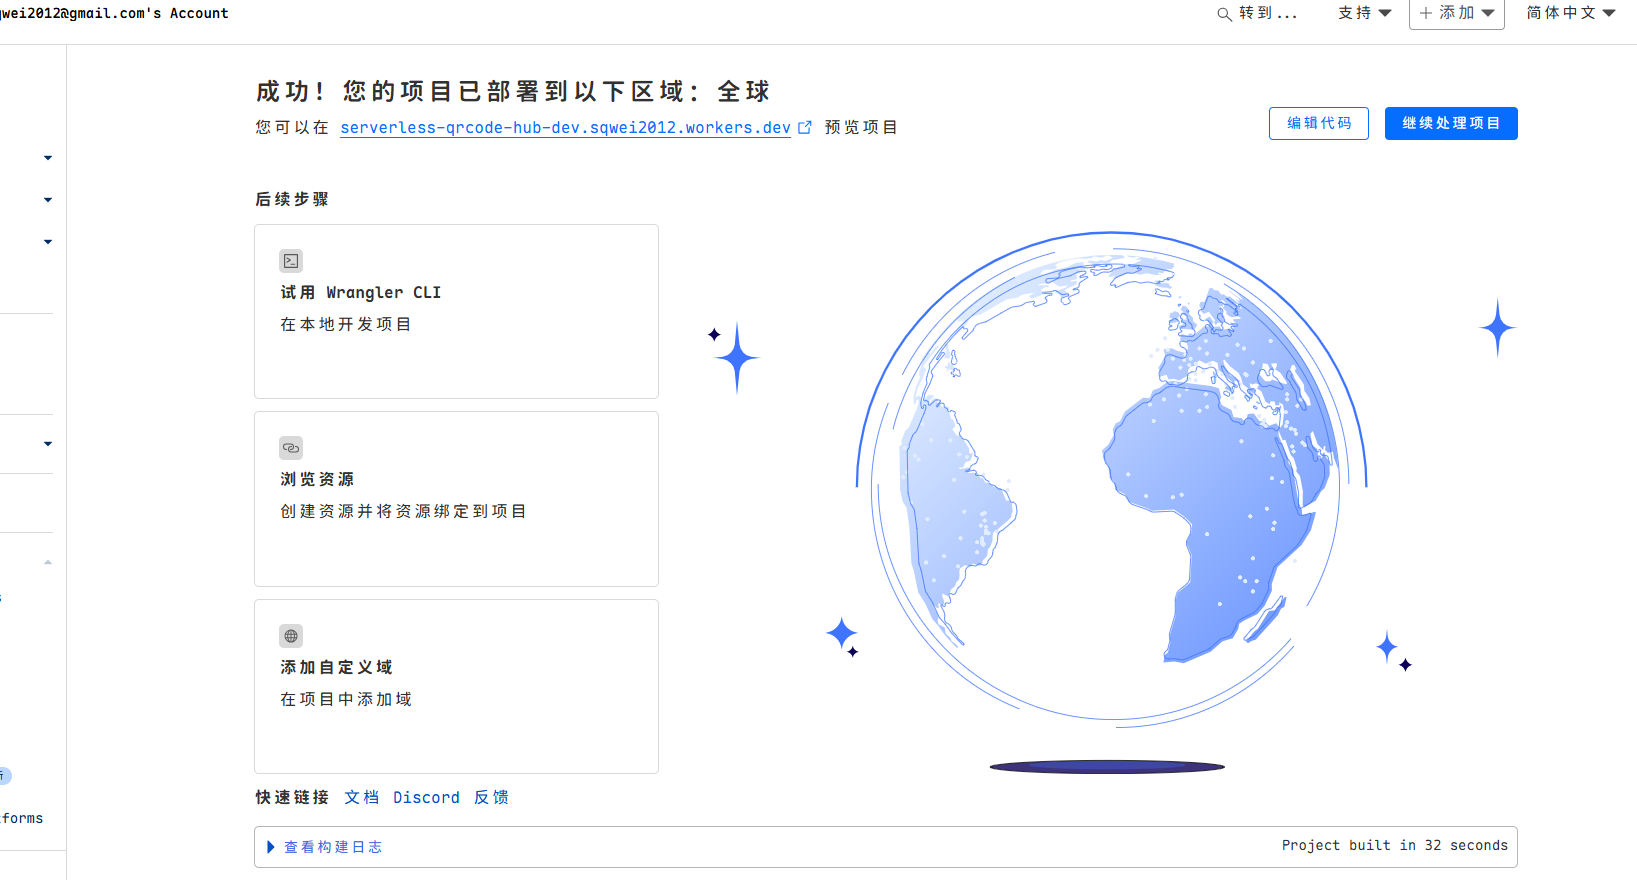 qwei2012@gmail.com's Account
转到...
支持
添加
简体中文
成功！您的项目已部署到以下区域：全球
您可以在 serverless-qrcode-hub-dev.sqwei2012.workers.dev 预览项目
编辑代码
继续处理项目
后续步骤
试用 Wrangler CLI
在本地开发项目
浏览资源
创建资源并将资源绑定到项目
添加自定义域
在项目中添加域
forms
快速链接 文档 Discord 反馈
查看构建日志
Project built in 32 seconds